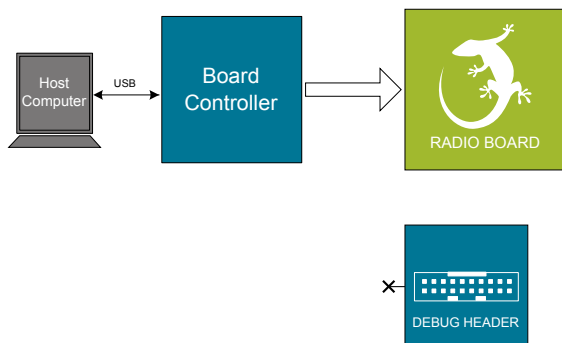 Host
Computer
USB
Board
Controller
RADIO BOARD
DEBUG HEADER